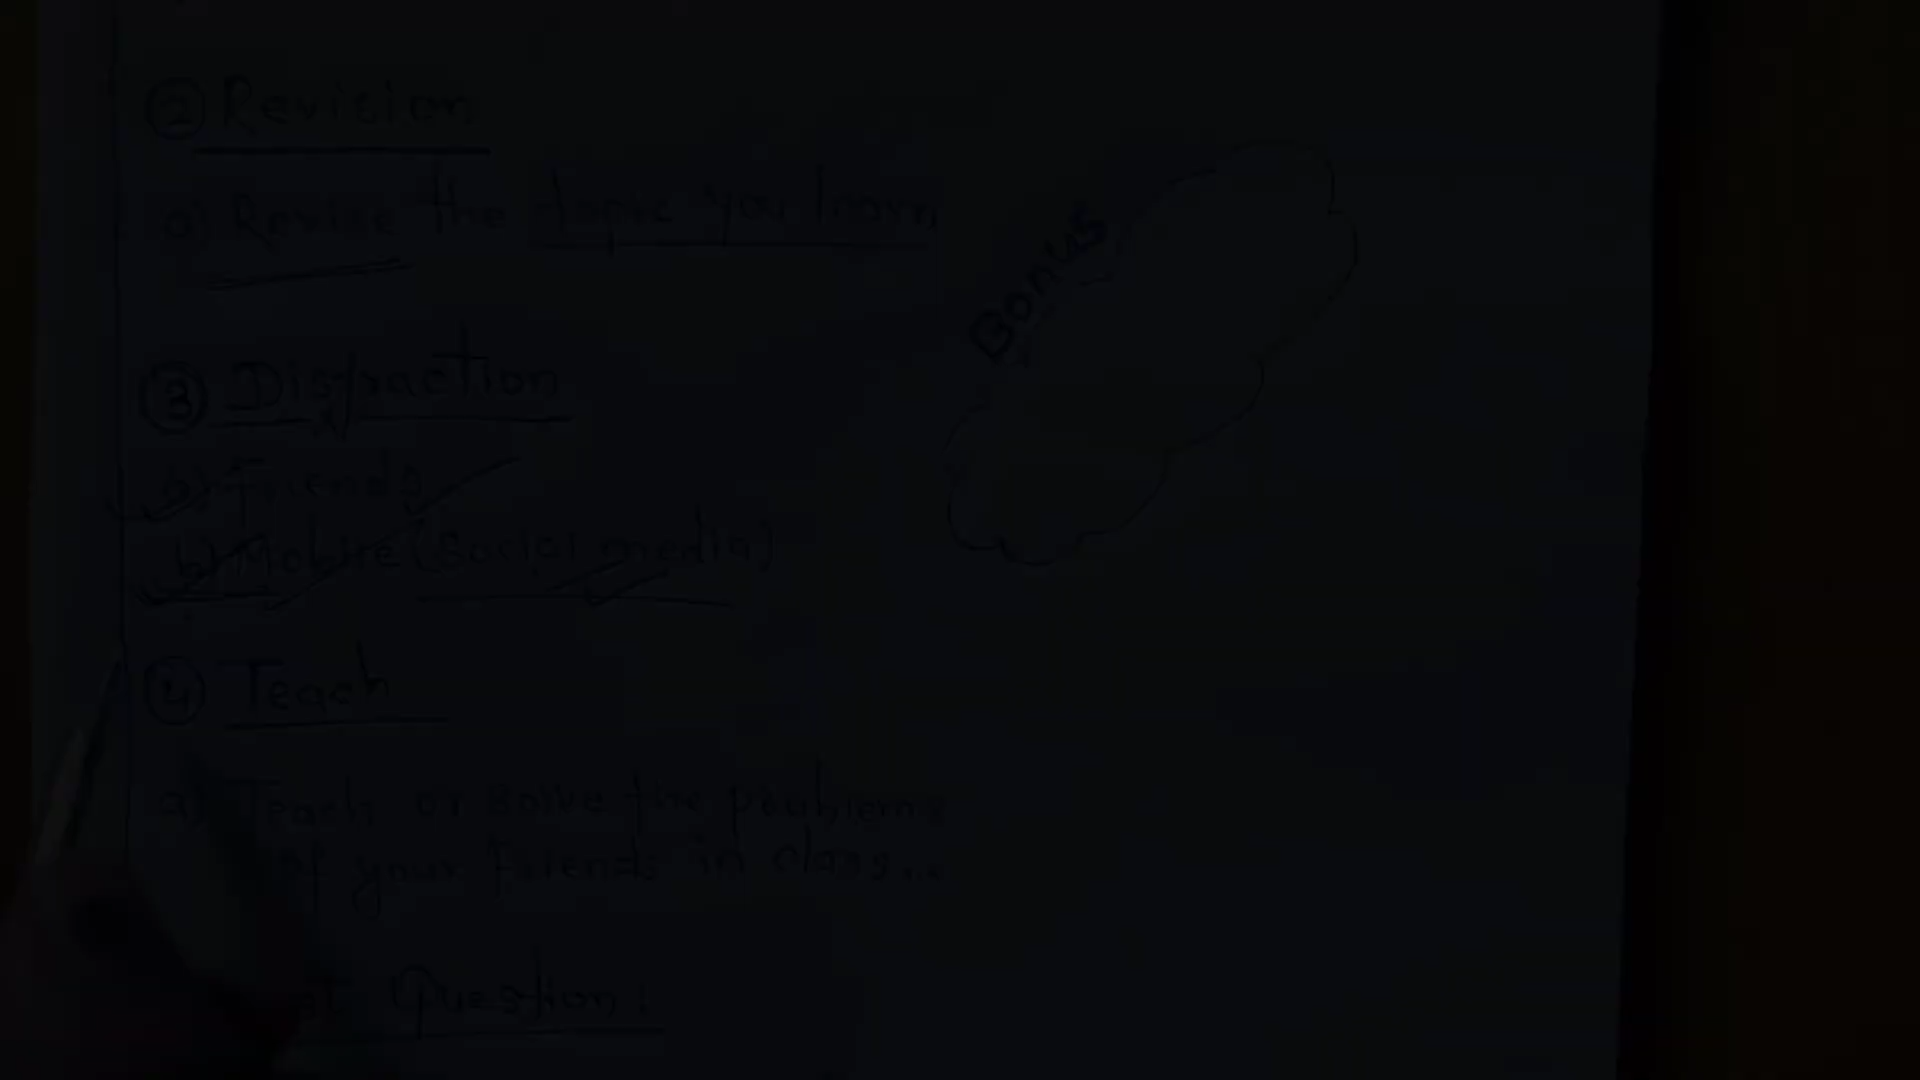 ② Revision
a) Revise the topic you learn
Bonus
③ Distraction
a) Friends
b) Mobile (Social media)
④ Teach
a) Teach or solve the problems
of your friends in class...
Question: